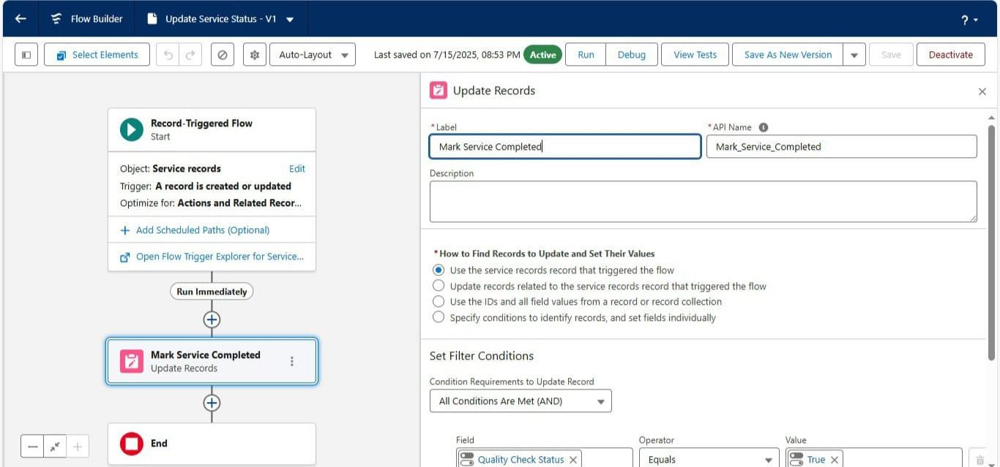 Flow Builder
Update Service Status - V1
?
Select Elements
Auto-Layout
Last saved on 7/15/2025, 08:53 PM
Active
Run
Debug
View Tests
Save As New Version
Save
Deactivate
Record-Triggered Flow
Start
Object: Service records
Edit
Trigger: A record is created or updated
Optimize for: Actions and Related Recor...
Add Scheduled Paths (Optional)
Open Flow Trigger Explorer for Service...
Run Immediately
Mark Service Completed
Update Records
End
Update Records
*Label
Mark Service Completed
*API Name
Mark_Service_Completed
Description
*How to Find Records to Update and Set Their Values
Use the service records record that triggered the flow
Update records related to the service records record that triggered the flow
Use the IDs and all field values from a record or record collection
Specify conditions to identify records, and set fields individually
Set Filter Conditions
Condition Requirements to Update Record
All Conditions Are Met (AND)
Field
Quality Check Status
Operator
Equals
Value
True